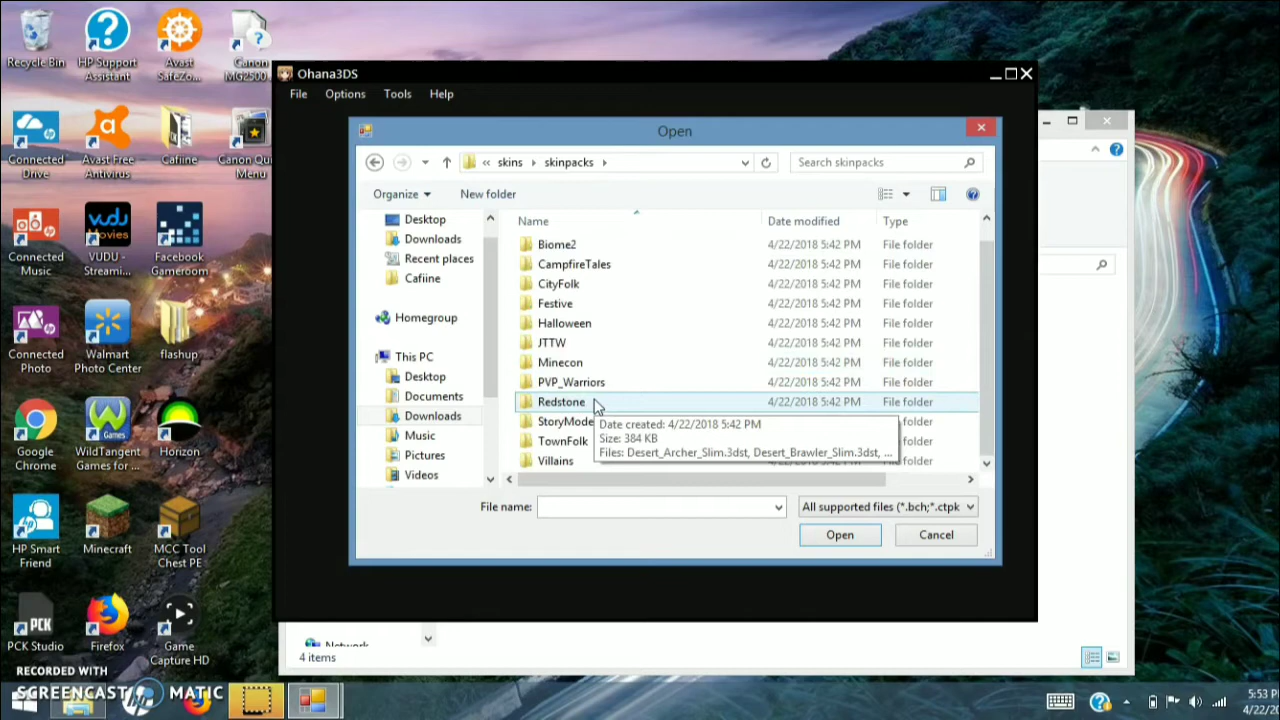 Recycle Bin
HP Support Assistant
Avast SafeZo...
Canon MG2500
Connected Drive
Avast Free Antivirus
Cafiine
Canon Qu Menu
Connected Music
VUDU - Streami...
Facebook Gameroom
Connected Photo
Walmart Photo Center
flashup
Google Chrome
WildTangent Games for ...
Horizon
HP Smart Friend
Minecraft
MCC Tool Chest PE
PCK Studio
Firefox
Game Capture HD
Ohana3DS
File Options Tools Help
Open
« skins › skinpacks ›
Search skinpacks
Organize New folder
Desktop
Downloads
Recent places
Cafiine
Homegroup
This PC
Desktop
Documents
Downloads
Music
Pictures
Videos
Name Date modified Type
Biome2 4/22/2018 5:42 PM File folder
CampfireTales 4/22/2018 5:42 PM File folder
CityFolk 4/22/2018 5:42 PM File folder
Festive 4/22/2018 5:42 PM File folder
Halloween 4/22/2018 5:42 PM File folder
JTTW 4/22/2018 5:42 PM File folder
Minecon 4/22/2018 5:42 PM File folder
PVP_Warriors 4/22/2018 5:42 PM File folder
Redstone 4/22/2018 5:42 PM File folder
StoryMode
TownFolk
Villains 4/22/2018 5:42 PM File folder
Date created: 4/22/2018 5:42 PM
Size: 384 KB
Files: Desert_Archer_Slim.3dst, Desert_Brawler_Slim.3dst, ...
File name:
All supported files (*.bch;*.ctpk
Open Cancel
Network
4 items
RECORDED WITH
SCREENCAST MATIC
5:53 P
4/22/20